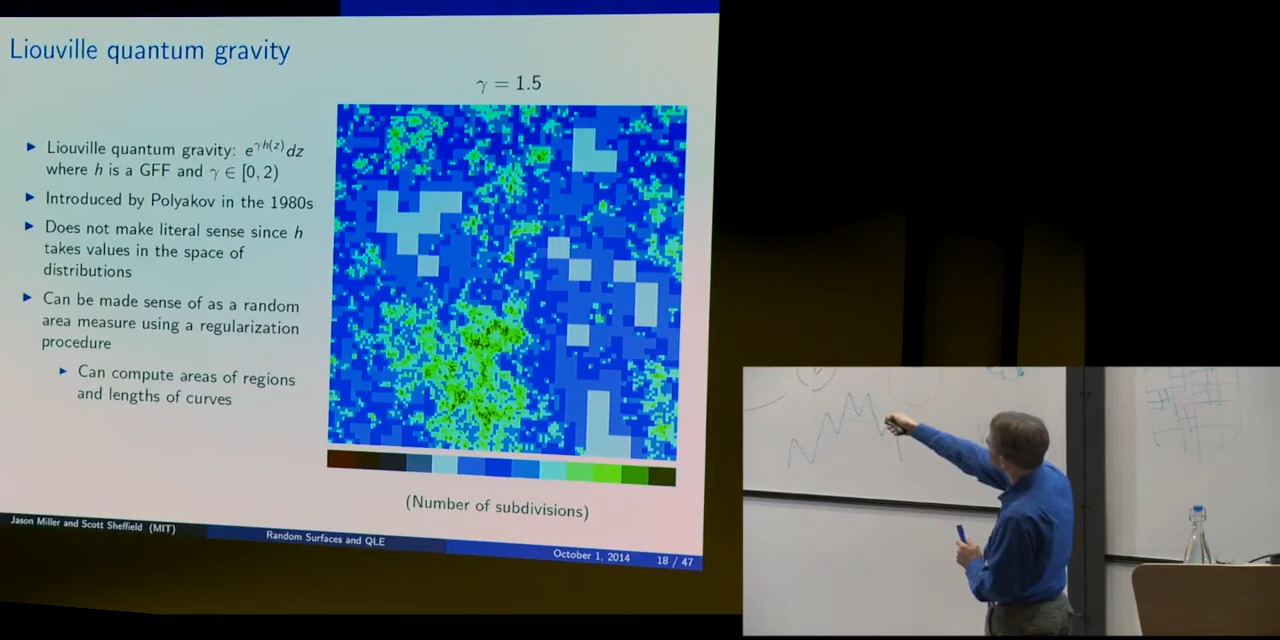 Liouville quantum gravity
γ = 1.5
▶ Liouville quantum gravity: e^{γh(z)}dz
where h is a GFF and γ ∈ [0, 2)
▶ Introduced by Polyakov in the 1980s
▶ Does not make literal sense since h
takes values in the space of
distributions
▶ Can be made sense of as a random
area measure using a regularization
procedure
▶ Can compute areas of regions
and lengths of curves
(Number of subdivisions)
Jason Miller and Scott Sheffield (MIT)
Random Surfaces and QLE
October 1, 2014
18 / 47